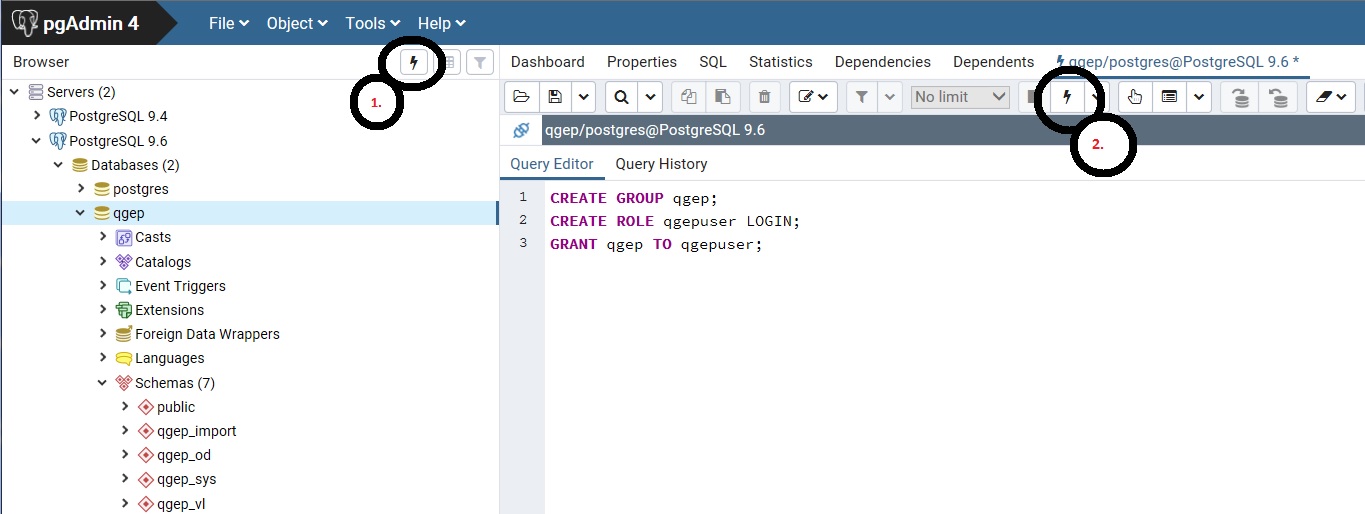 pgAdmin 4
File Object Tools Help
Browser
1.
Servers (2)
PostgreSQL 9.4
PostgreSQL 9.6
Databases (2)
postgres
qgep
Casts
Catalogs
Event Triggers
Extensions
Foreign Data Wrappers
Languages
Schemas (7)
public
qgep_import
qgep_od
qgep_sys
qgep_vl
Dashboard Properties SQL Statistics Dependencies Dependents qgep/postgres@PostgreSQL 9.6 *
No limit
2.
qgep/postgres@PostgreSQL 9.6
Query Editor Query History
1 CREATE GROUP qgep;
2 CREATE ROLE qgepuser LOGIN;
3 GRANT qgep TO qgepuser;